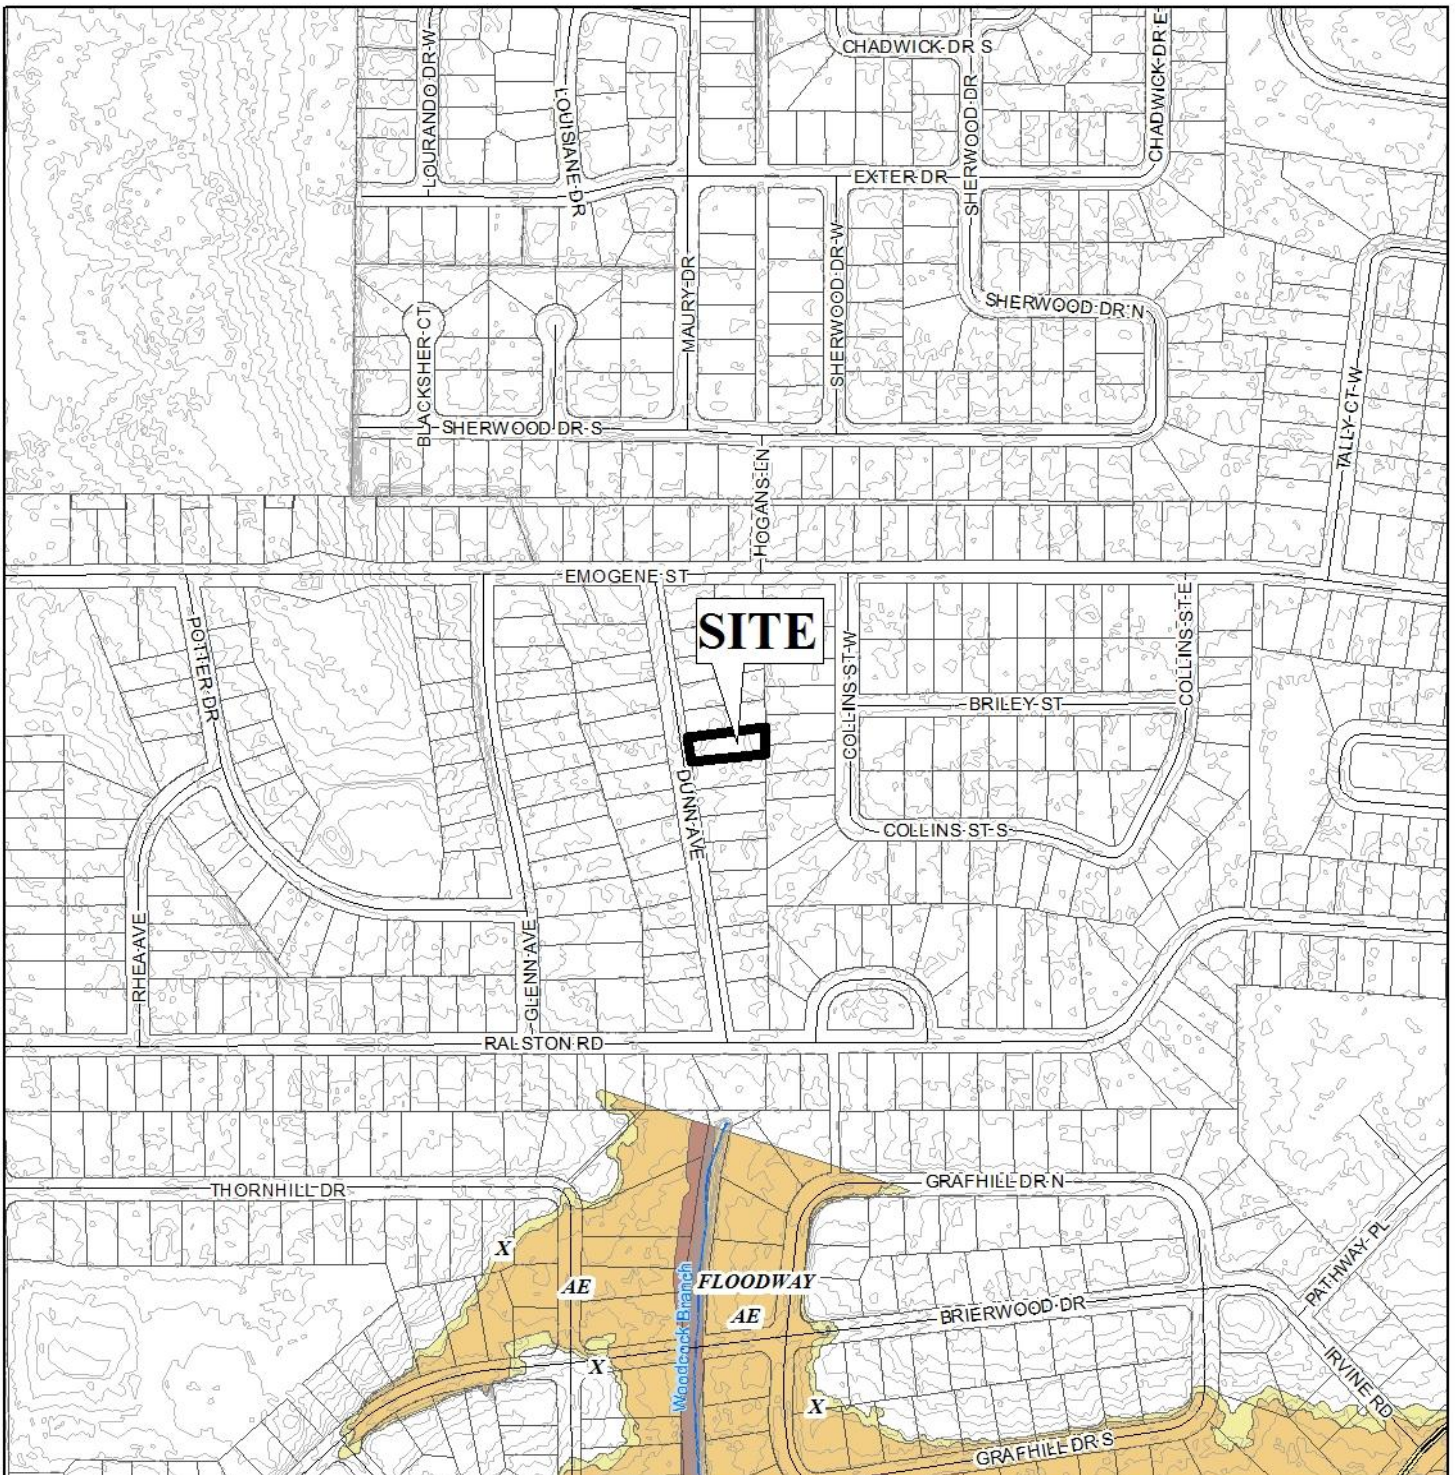 CHADWICK DR S
LOURANDO DR W
LOUISIANE DR
SHERWOOD DR
CHADWICK DR E
EXTER DR
MAURY DR
SHERWOOD DR W
SHERWOOD DR N
BLACKSHER CT
TALLY CT W
SHERWOOD DR S
HOGANS LN
EMOGENE ST
SITE
POTTER DR
COLLINS ST W
COLLINS ST E
BRILEY ST
DUNN AVE
COLLINS ST S
RHEA AVE
GLENN AVE
RALSTON RD
THORNHILL DR
GRAFHILL DR N
PATHWAY PL
X
AE
FLOODWAY
AE
Woodcock Branch
BRIERWOOD DR
X
IRVINE RD
X
GRAFHILL DR S